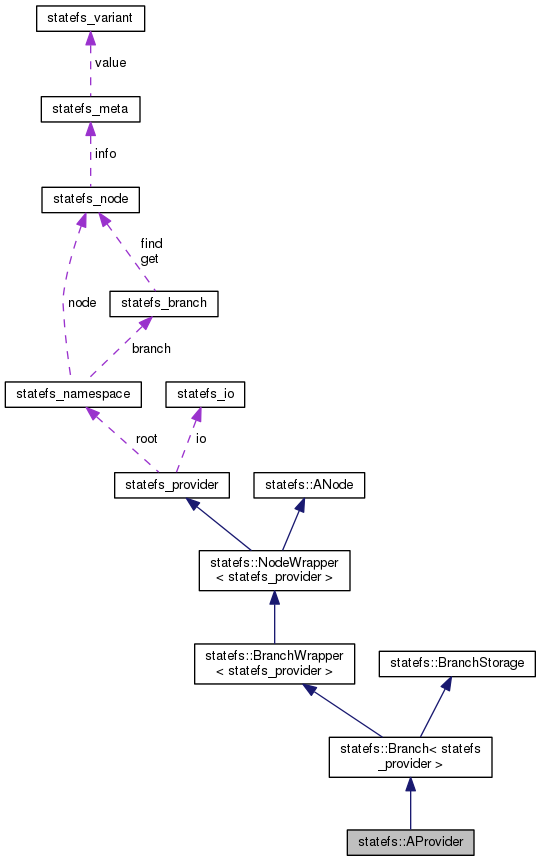 statefs_variant
value
statefs_meta
info
statefs_node
find
get
node
statefs_branch
branch
statefs_namespace
statefs_io
root
io
statefs_provider
statefs::ANode
statefs::NodeWrapper
< statefs_provider >
statefs::BranchWrapper
< statefs_provider >
statefs::BranchStorage
statefs::Branch< statefs
_provider >
statefs::AProvider